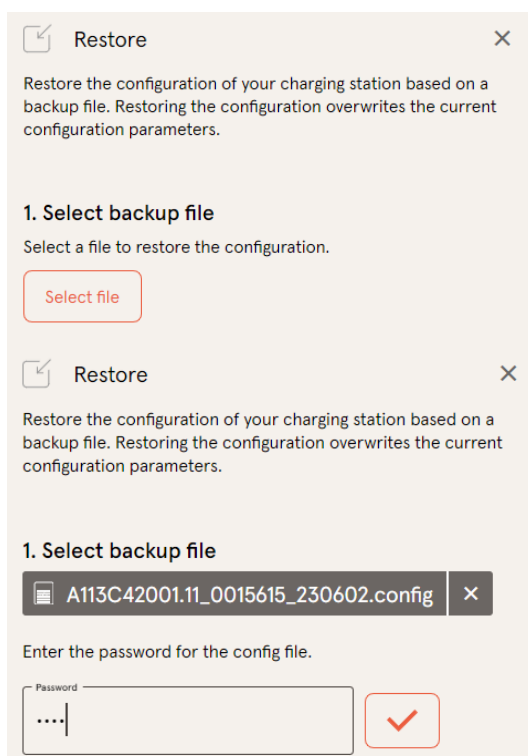 Restore
Restore the configuration of your charging station based on a
backup file. Restoring the configuration overwrites the current
configuration parameters.
1. Select backup file
Select a file to restore the configuration.
Select file
Restore
Restore the configuration of your charging station based on a
backup file. Restoring the configuration overwrites the current
configuration parameters.
1. Select backup file
A113C42001.11_0015615_230602.config
Enter the password for the config file.
Password
••••